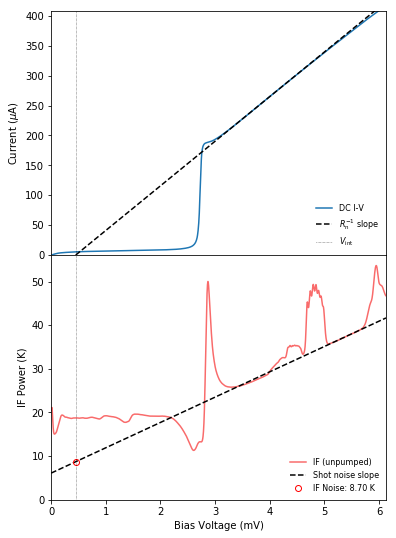 400
350
300
250
200
150
100
50
0
Current (μA)
DC I-V
Rₙ⁻¹ slope
V_int
50
40
30
20
10
0
IF Power (K)
IF (unpumped)
Shot noise slope
IF Noise: 8.70 K
0 1 2 3 4 5 6
Bias Voltage (mV)